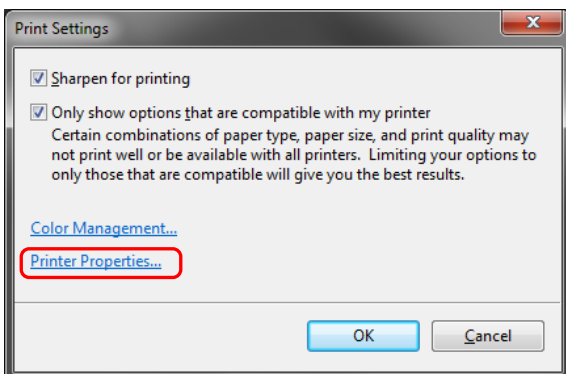 Print Settings
Sharpen for printing
Only show options that are compatible with my printer
Certain combinations of paper type, paper size, and print quality may
not print well or be available with all printers.  Limiting your options to
only those that are compatible will give you the best results.
Color Management...
Printer Properties...
OK
Cancel